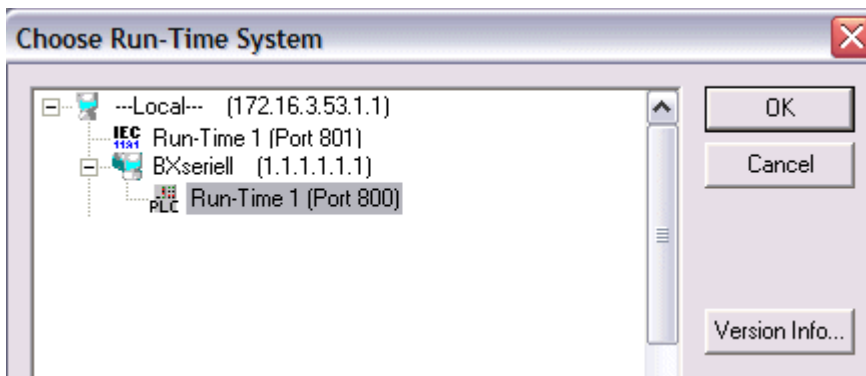 Choose Run-Time System
---Local--- (172.16.3.53.1.1)
OK
IEC
1131
Run-Time 1 (Port 801)
BXseriell (1.1.1.1.1.1)
Cancel
PLC
Run-Time 1 (Port 800)
Version Info...